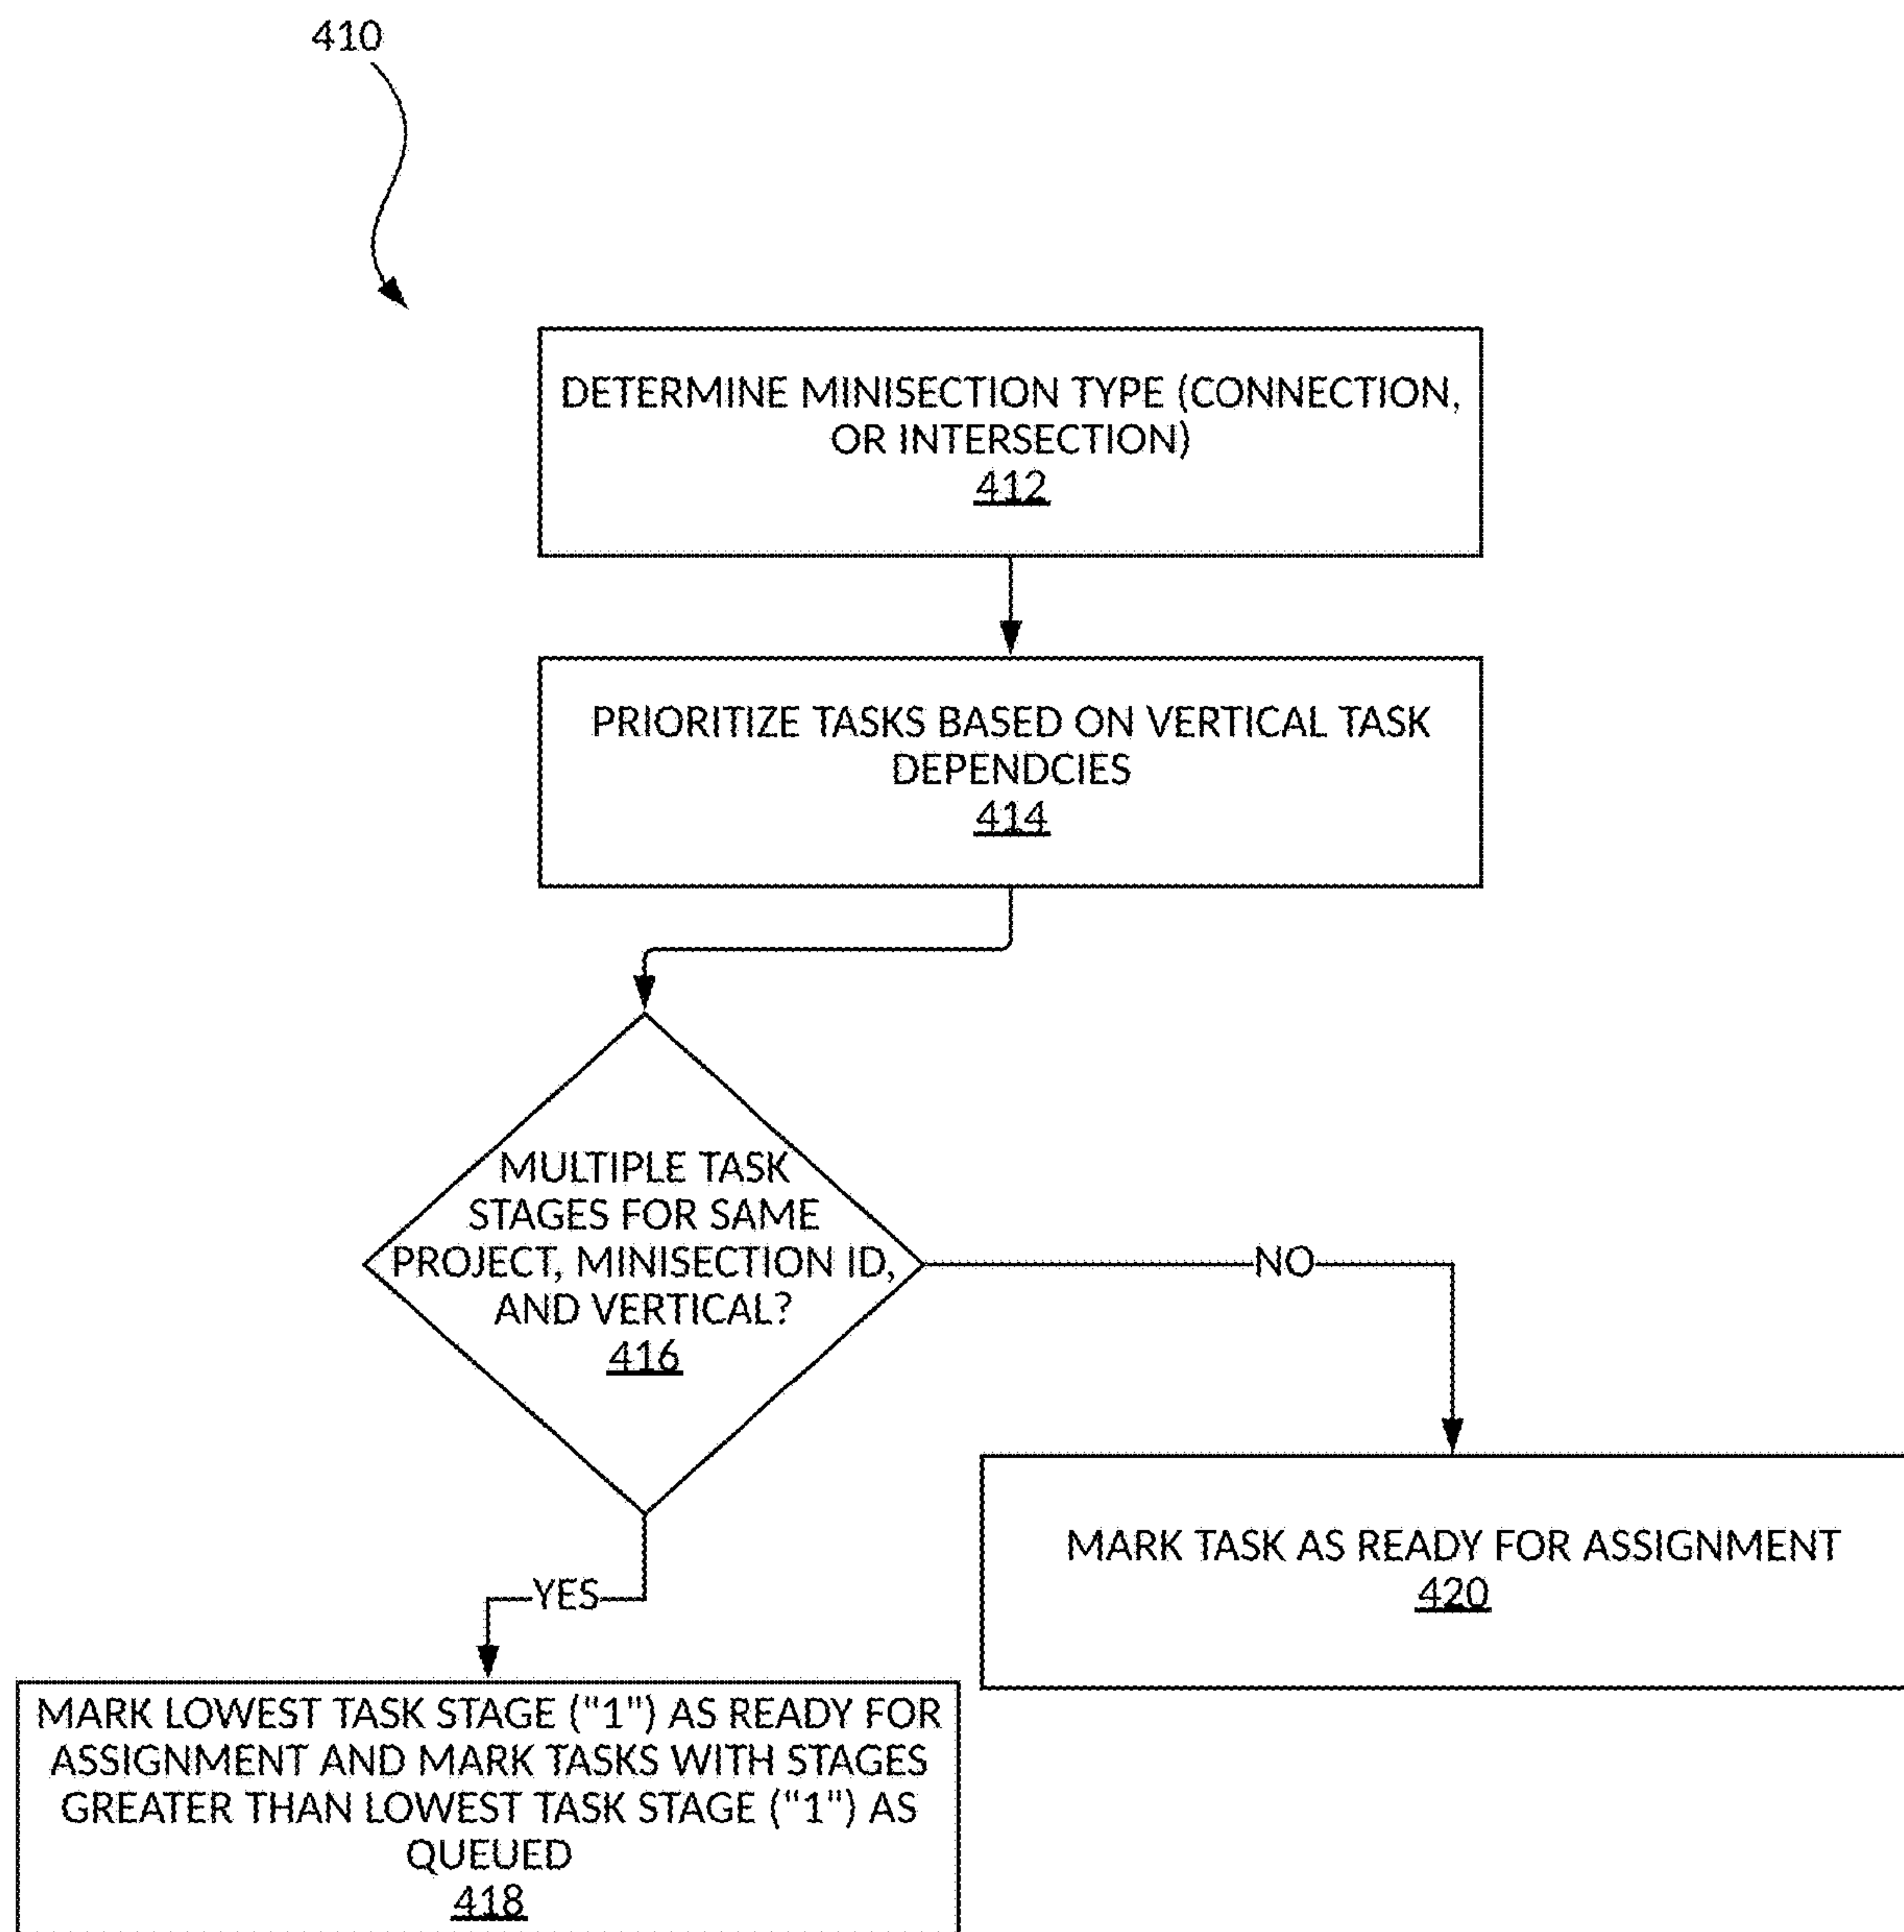 410
DETERMINE MINISECTION TYPE (CONNECTION,
OR INTERSECTION)
412
PRIORITIZE TASKS BASED ON VERTICAL TASK
DEPENDCIES
414
MULTIPLE TASK
STAGES FOR SAME
PROJECT, MINISECTION ID,
AND VERTICAL?
416
NO
MARK TASK AS READY FOR ASSIGNMENT
420
YES
MARK LOWEST TASK STAGE ("1") AS READY FOR
ASSIGNMENT AND MARK TASKS WITH STAGES
GREATER THAN LOWEST TASK STAGE ("1") AS
QUEUED
418